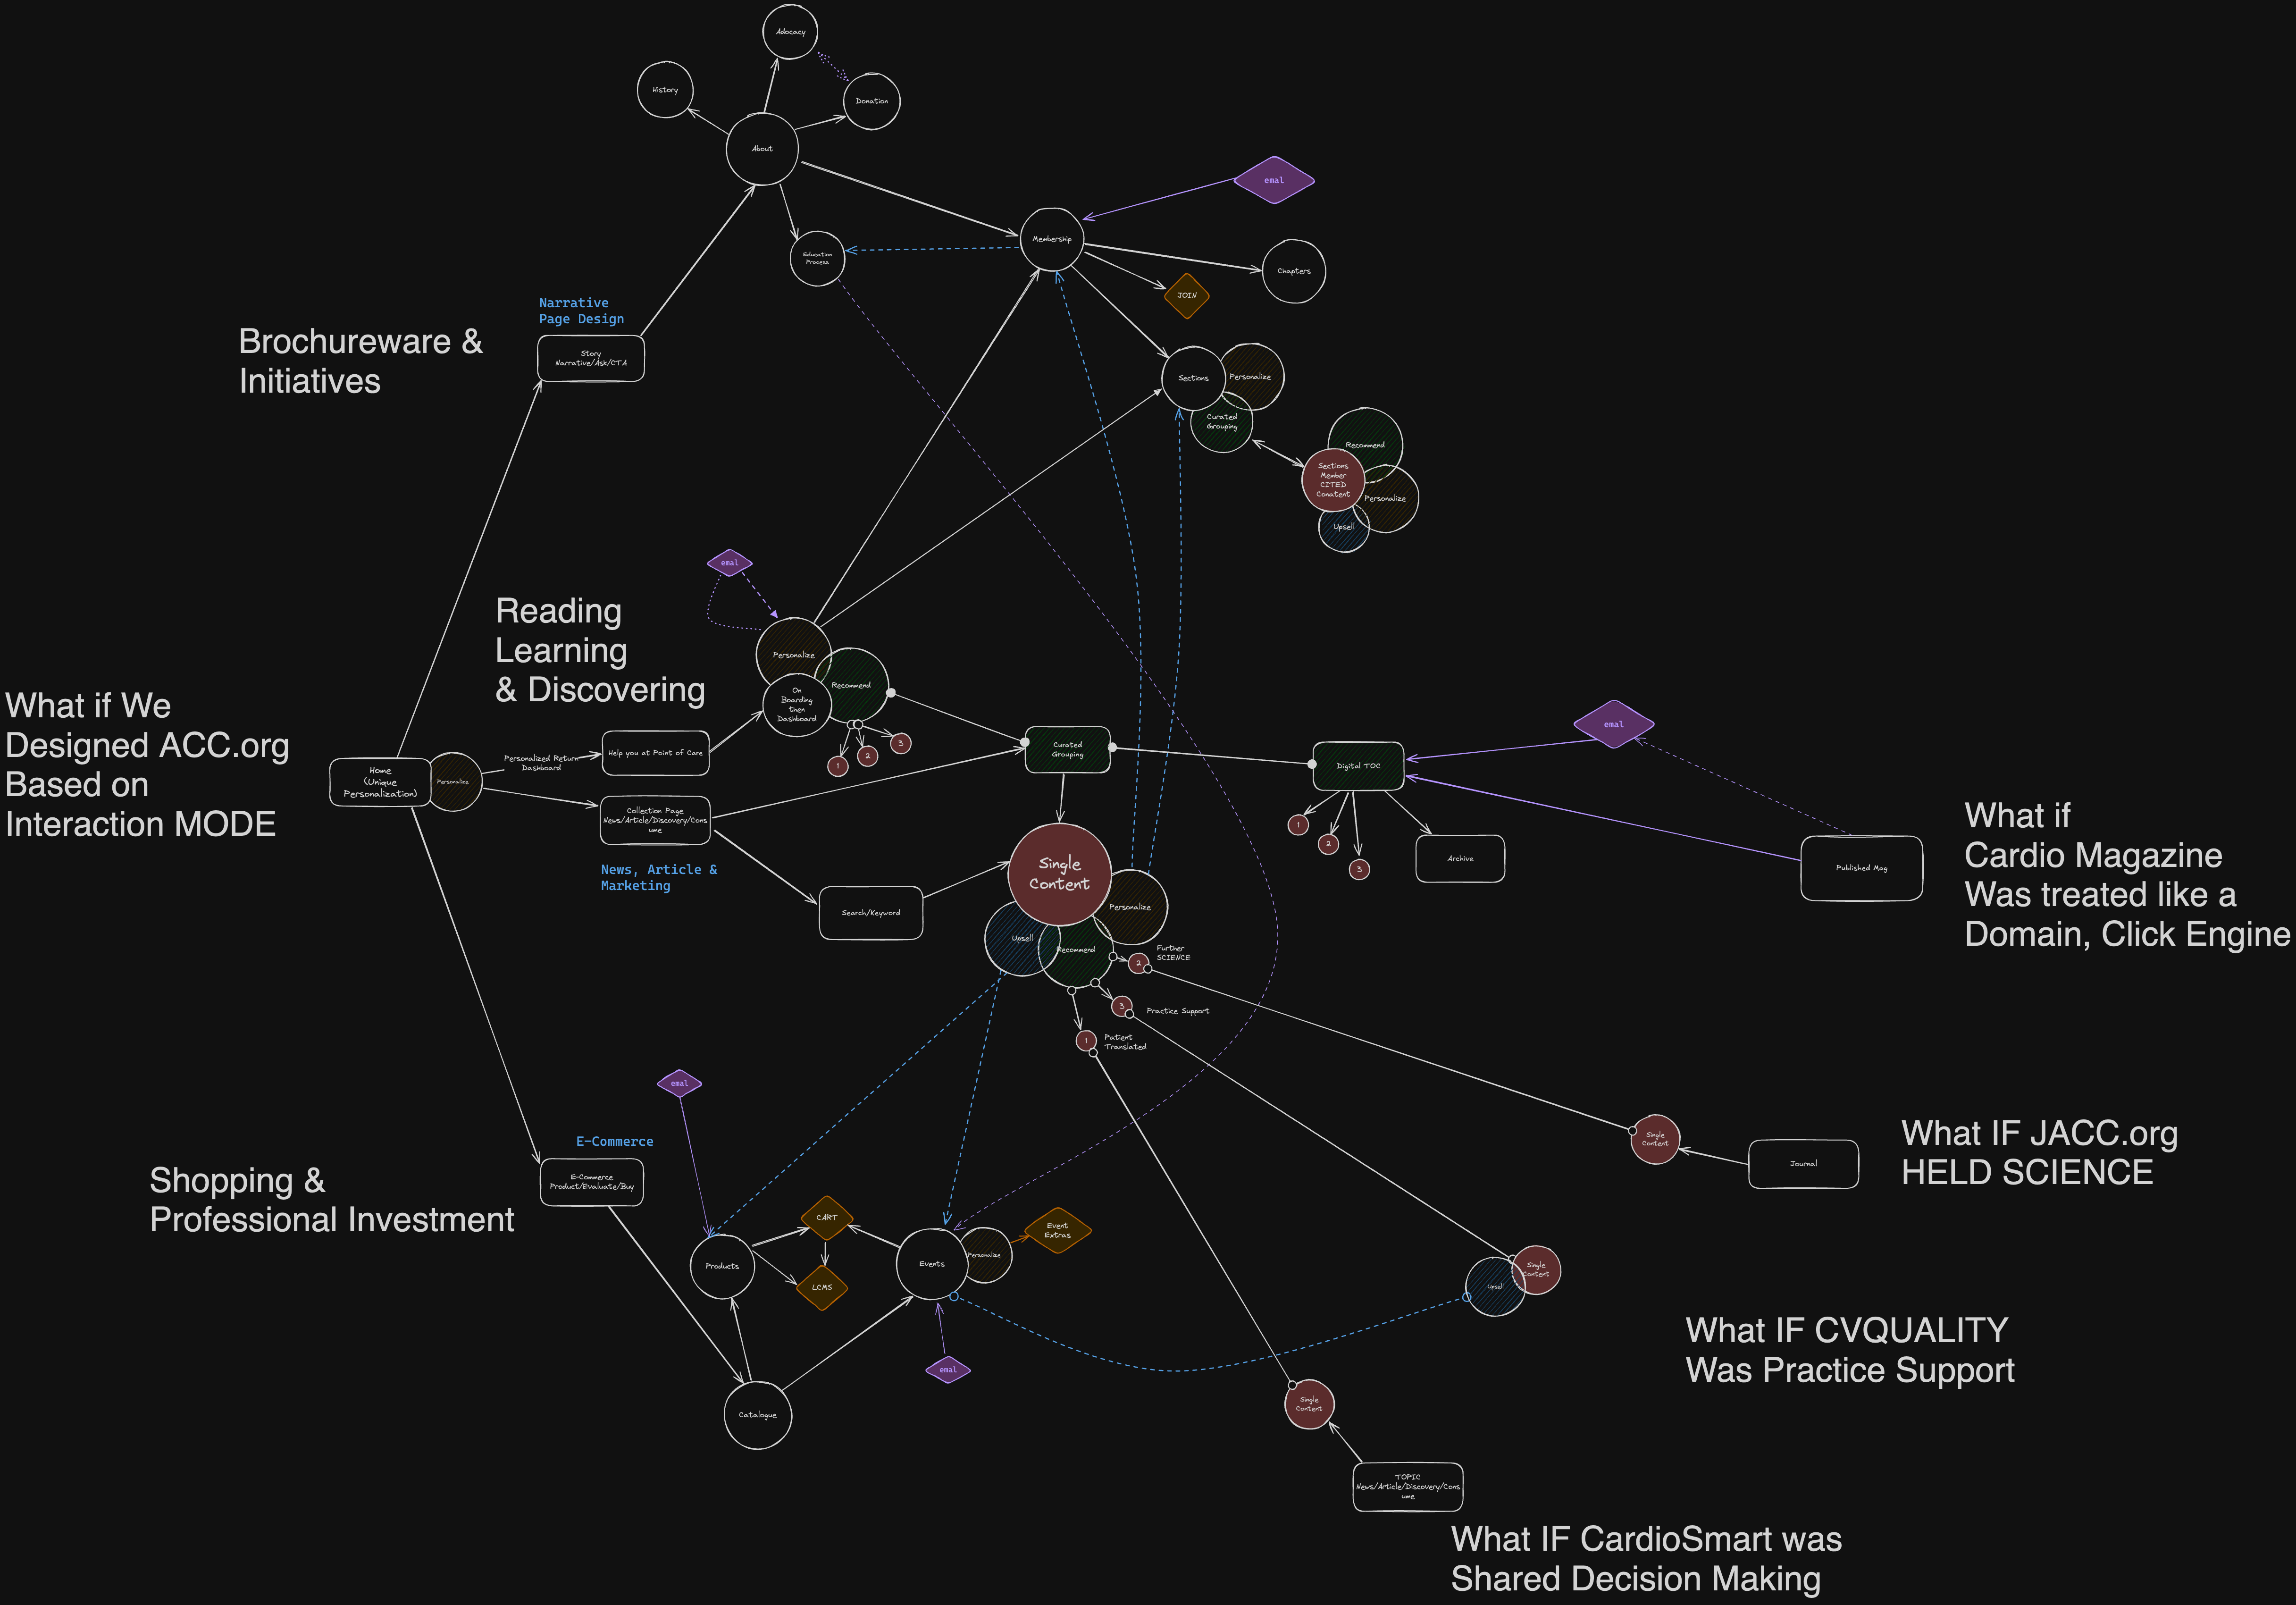 Adocacy
History
Donation
About
emal
Membership
Education
Process
Chapters
JOIN
Narrative
Page Design
Brochureware &
Initiatives
Story
Narrative/Ask/CTA
Sections
Personalize
Curated
Grouping
Recommend
Sections
Member
CITED
Conatent
Personalize
Upsell
emal
Reading
Learning
& Discovering
Personalize
Recommend
On
Boarding
then
Dashboard
1
2
3
What if We
Designed ACC.org
Based on
Interaction MODE
Home
(Unique
Personalization)
Personalize
Personalized Return
Dashboard
Help you at Point of Care
Collection Page
News/Article/Discovery/Cons
ume
News, Article &
Marketing
Search/Keyword
Curated
Grouping
Digital TOC
1
2
3
Archive
emal
Published Mag
What if
Cardio Magazine
Was treated like a
Domain, Click Engine
Single
Content
Personalize
Upsell
Recommend
Further
SCIENCE
2
3
Practice Support
1
Patient
Translated
emal
E-Commerce
E-Commerce
Product/Evaluate/Buy
Shopping &
Professional Investment
CART
Products
LCMS
Events
Personalize
Event
Extras
emal
Catalogue
Single
Content
Journal
What IF JACC.org
HELD SCIENCE
Single
Content
Upsell
What IF CVQUALITY
Was Practice Support
Single
Content
TOPIC
News/Article/Discovery/Cons
ume
What IF CardioSmart was
Shared Decision Making